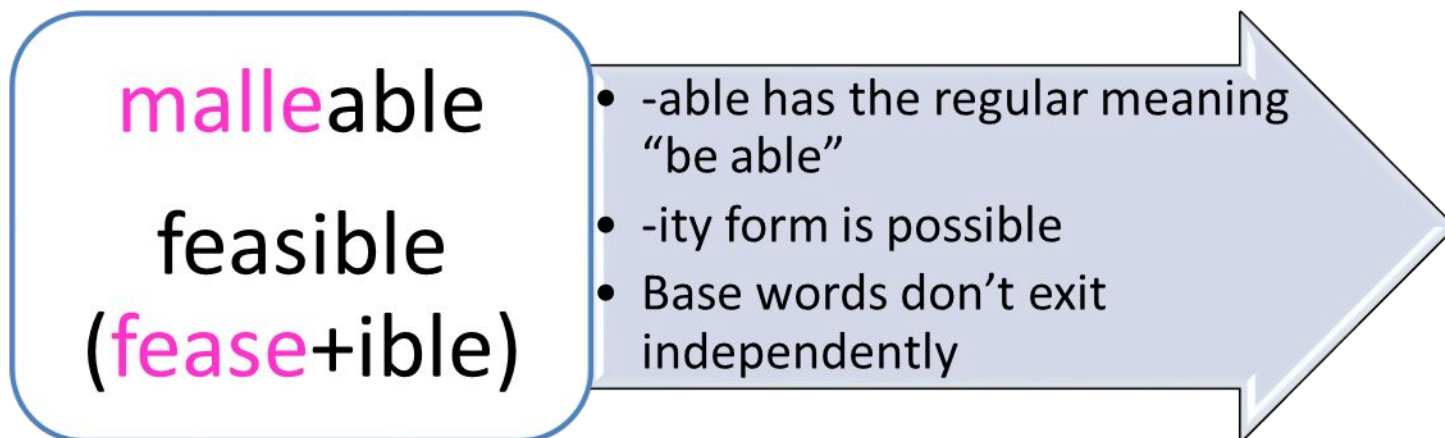 malleable
feasible
(fease+ible)
• -able has the regular meaning
“be able”
• -ity form is possible
• Base words don’t exit
independently